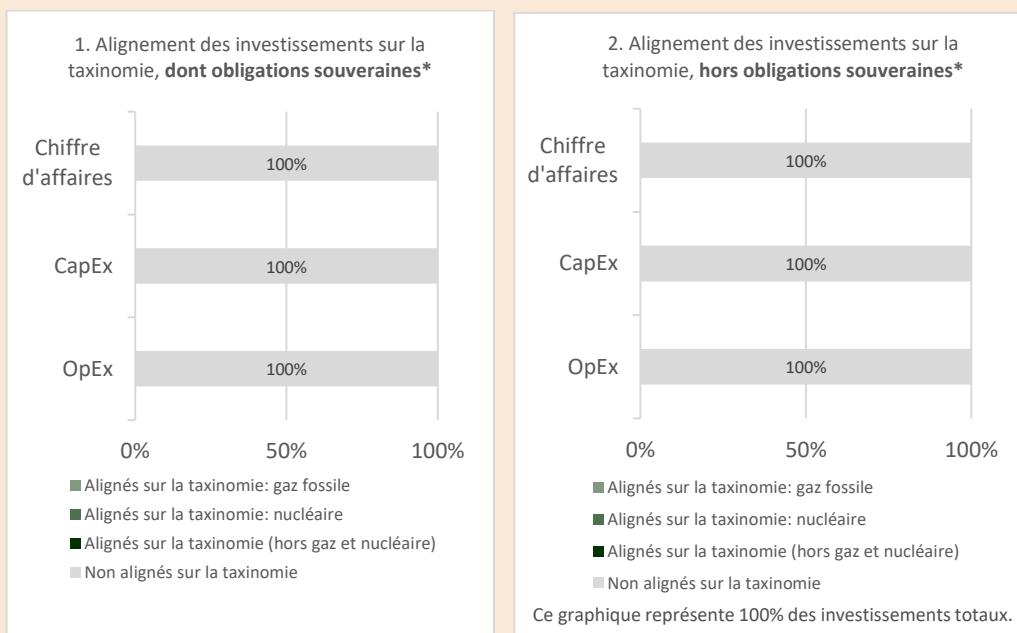 1. Alignement des investissements sur la
taxinomie, dont obligations souveraines*
Chiffre
d'affaires
100%
CapEx
100%
OpEx
100%
0%
50%
100%
Alignés sur la taxinomie: gaz fossile
Alignés sur la taxinomie: nucléaire
Alignés sur la taxinomie (hors gaz et nucléaire)
Non alignés sur la taxinomie
2. Alignement des investissements sur la
taxinomie, hors obligations souveraines*
Chiffre
d'affaires
100%
CapEx
100%
OpEx
100%
0%
50%
100%
Alignés sur la taxinomie: gaz fossile
Alignés sur la taxinomie: nucléaire
Alignés sur la taxinomie (hors gaz et nucléaire)
Non alignés sur la taxinomie
Ce graphique représente 100% des investissements totaux.